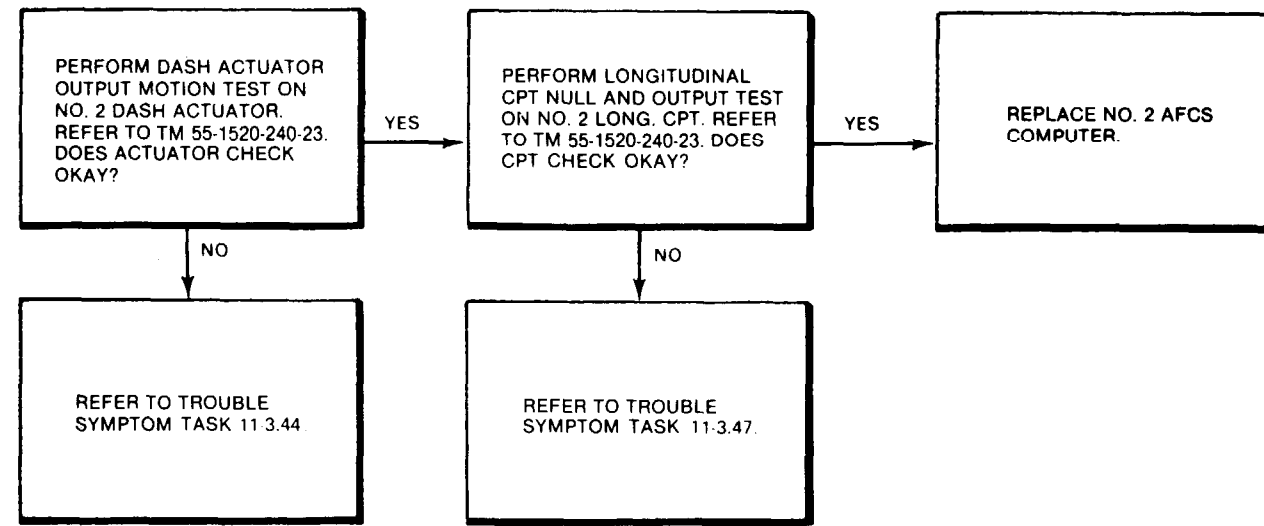 PERFORM DASH ACTUATOR
OUTPUT MOTION TEST ON
NO. 2 DASH ACTUATOR.
REFER TO TM 55-1520-240-23.
DOES ACTUATOR CHECK
OKAY?
YES
PERFORM LONGITUDINAL
CPT NULL AND OUTPUT TEST
ON NO. 2 LONG. CPT. REFER
TO TM 55-1520-240-23. DOES
CPT CHECK OKAY?
YES
REPLACE NO. 2 AFCS
COMPUTER.
NO
NO
REFER TO TROUBLE
SYMPTOM TASK 11-3.44
REFER TO TROUBLE
SYMPTOM TASK 11-3.47.